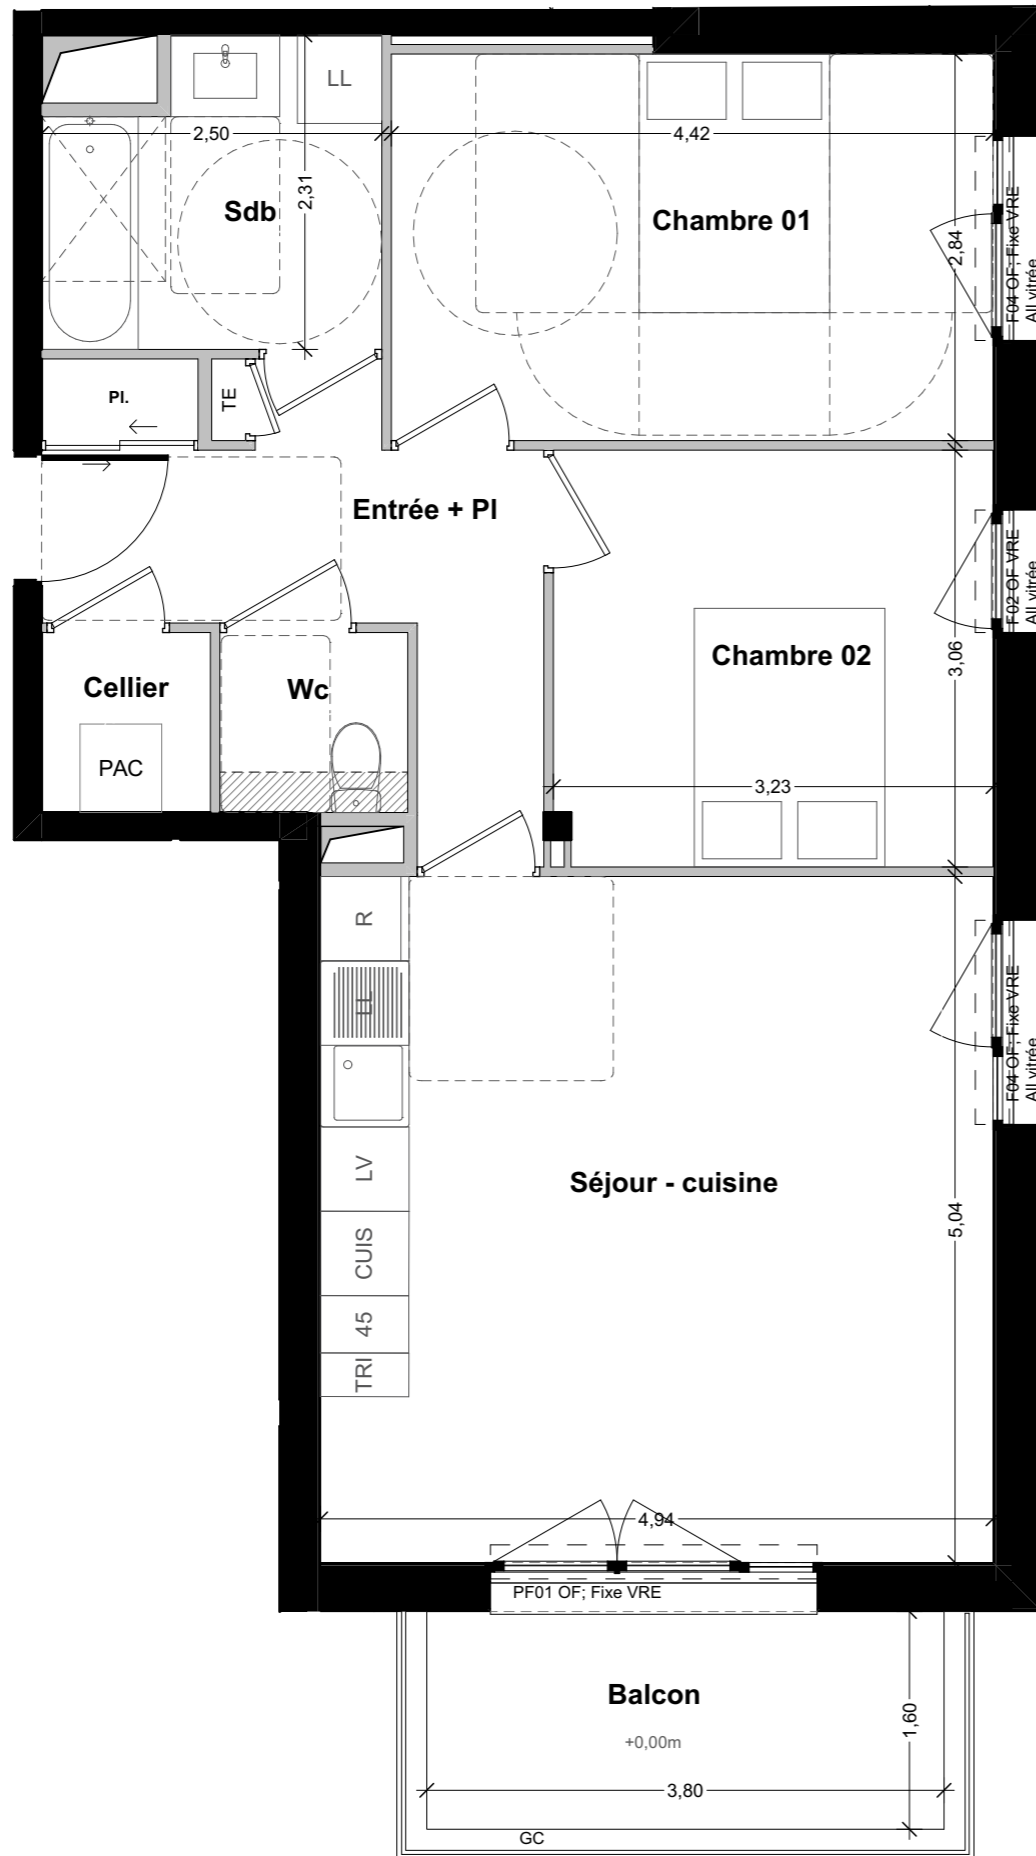 LL
2,50
4,42
2,31
Sdb
Chambre 01
2,84
F04 OF; Fixe VRE
All vitrée
Pl.
TE
Entrée + Pl
F02 OF VRE
All vitrée
Chambre 02
3,06
Cellier
Wc
PAC
3,23
R
LL
F04 OF; Fixe VRE
All vitrée
LV
Séjour - cuisine
5,04
CUIS
45
TRI
4,94
PF01 OF; Fixe VRE
Balcon
1,60
+0,00m
3,80
GC